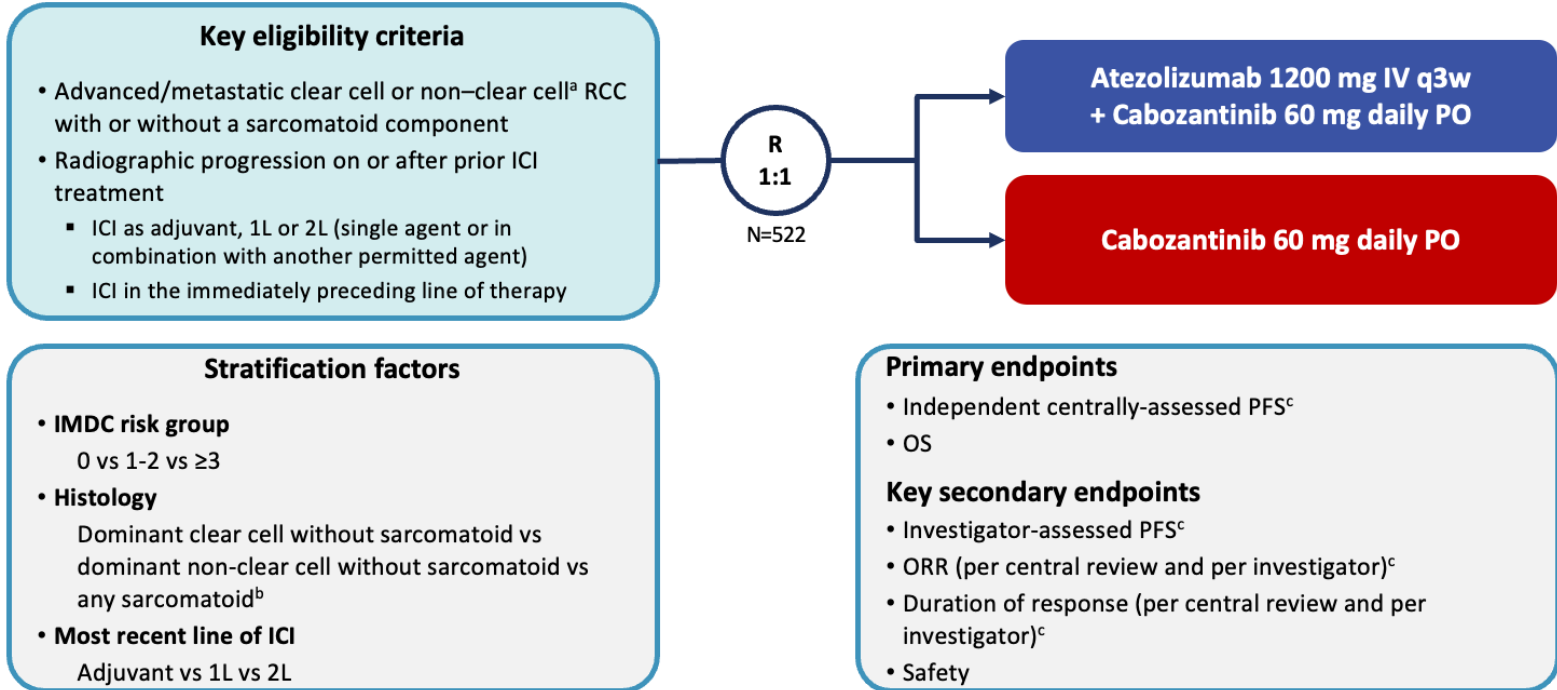 Key eligibility criteria
• Advanced/metastatic clear cell or non–clear cellᵃ RCC
with or without a sarcomatoid component
• Radiographic progression on or after prior ICI
treatment
▪ ICI as adjuvant, 1L or 2L (single agent or in
combination with another permitted agent)
▪ ICI in the immediately preceding line of therapy
R
1:1
N=522
Atezolizumab 1200 mg IV q3w
+ Cabozantinib 60 mg daily PO
Cabozantinib 60 mg daily PO
Stratification factors
• IMDC risk group
0 vs 1-2 vs ≥3
• Histology
Dominant clear cell without sarcomatoid vs
dominant non-clear cell without sarcomatoid vs
any sarcomatoidᵇ
• Most recent line of ICI
Adjuvant vs 1L vs 2L
Primary endpoints
• Independent centrally-assessed PFSᶜ
• OS
Key secondary endpoints
• Investigator-assessed PFSᶜ
• ORR (per central review and per investigator)ᶜ
• Duration of response (per central review and per
investigator)ᶜ
• Safety